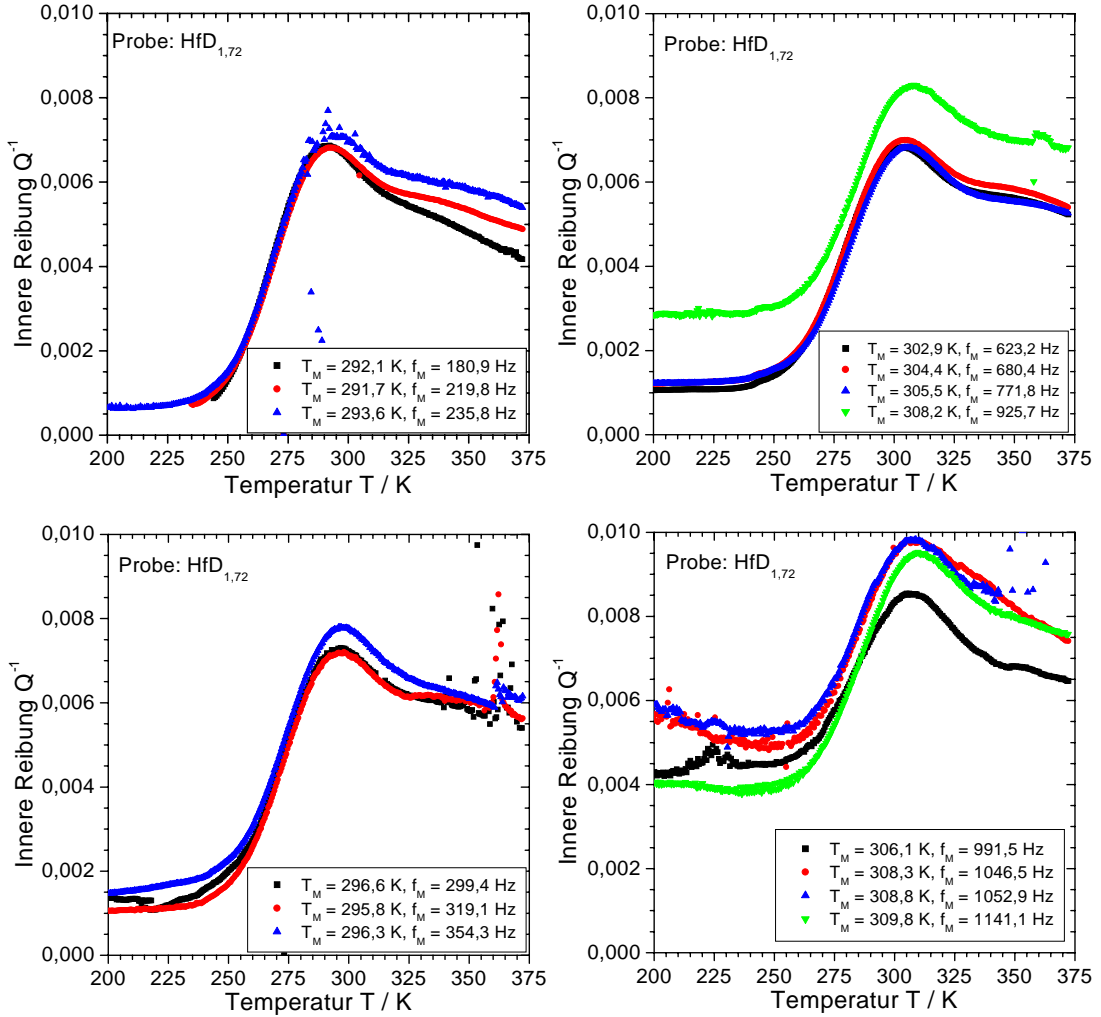 Probe: HfD1,72
Innere Reibung Q-1
0,010
0,008
0,006
0,004
0,002
0,000
TM = 292,1 K, fM = 180,9 Hz
TM = 291,7 K, fM = 219,8 Hz
TM = 293,6 K, fM = 235,8 Hz
200 225 250 275 300 325 350 375
Temperatur T / K
Probe: HfD1,72
Innere Reibung Q-1
0,010
0,008
0,006
0,004
0,002
0,000
TM = 302,9 K, fM = 623,2 Hz
TM = 304,4 K, fM = 680,4 Hz
TM = 305,5 K, fM = 771,8 Hz
TM = 308,2 K, fM = 925,7 Hz
200 225 250 275 300 325 350 375
Temperatur T / K
Probe: HfD1,72
Innere Reibung Q-1
0,010
0,008
0,006
0,004
0,002
0,000
TM = 296,6 K, fM = 299,4 Hz
TM = 295,8 K, fM = 319,1 Hz
TM = 296,3 K, fM = 354,3 Hz
200 225 250 275 300 325 350 375
Temperatur T / K
Probe: HfD1,72
Innere Reibung Q-1
0,010
0,008
0,006
0,004
0,002
0,000
TM = 306,1 K, fM = 991,5 Hz
TM = 308,3 K, fM = 1046,5 Hz
TM = 308,8 K, fM = 1052,9 Hz
TM = 309,8 K, fM = 1141,1 Hz
200 225 250 275 300 325 350 375
Temperatur T / K